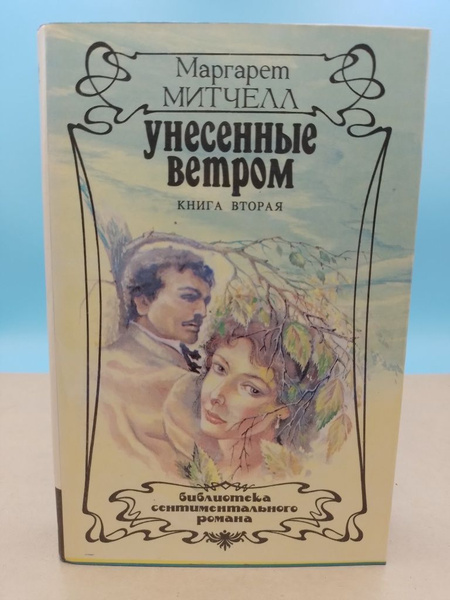 Маргарет
МИТЧЕЛЛ
УНЕСЕННЫЕ
ВЕТРОМ
КНИГА ВТОРАЯ
библиотека
сентиментального
романа